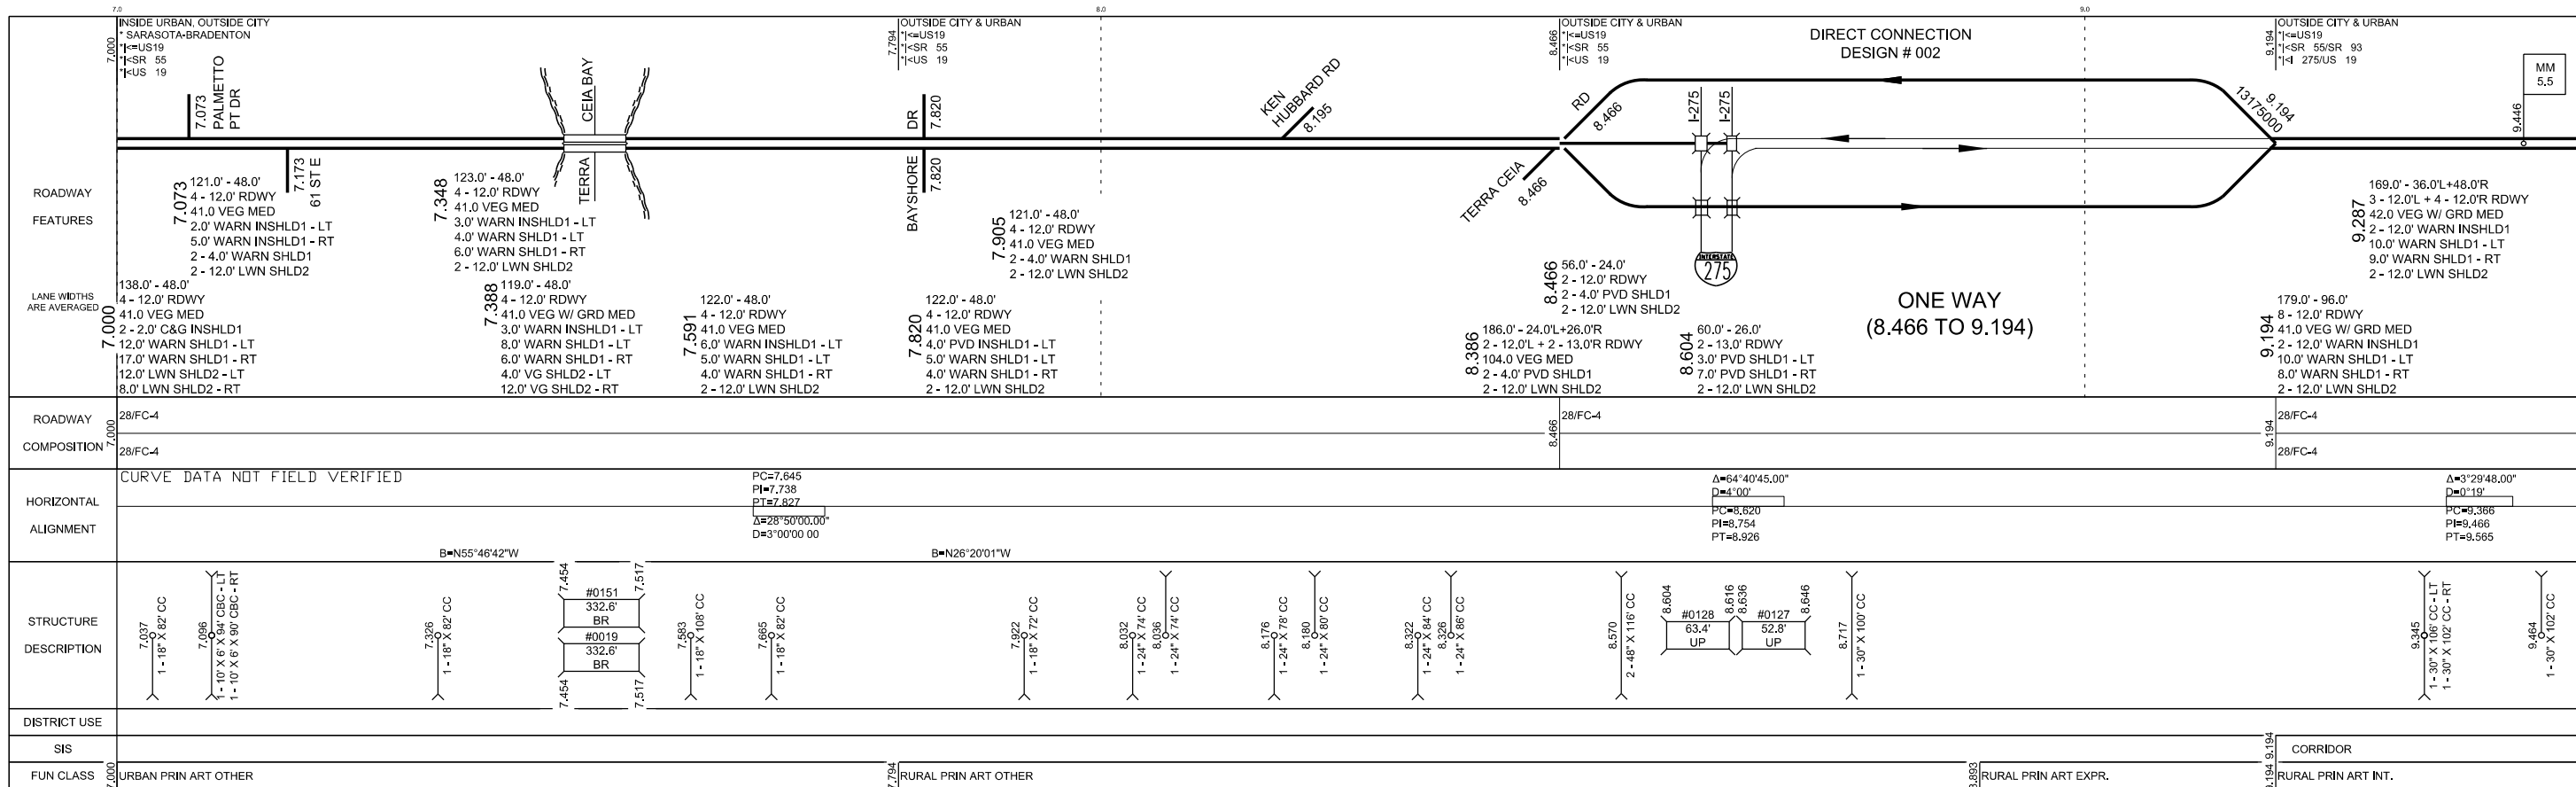 7.0
8.0
9.0
INSIDE URBAN, OUTSIDE CITY
* SARASOTA-BRADENTON
*|<=US19
*|<SR 55
*|<US 19
7.000
OUTSIDE CITY & URBAN
*|<=US19
*|<SR 55
*|<US 19
7.794
OUTSIDE CITY & URBAN
*|<=US19
*|<SR 55
*|<US 19
8.466
DIRECT CONNECTION
DESIGN # 002
OUTSIDE CITY & URBAN
*|<=US19
*|<SR 55/SR 93
*|<I 275/US 19
9.194
MM
5.5
9.446
7.073
PALMETTO
PT DR
7.173
61 ST E
CEIA BAY
TERRA
DR
7.820
BAYSHORE
7.820
KEN
HUBBARD RD
8.195
RD
8.466
TERRA CEIA
8.466
I-275
I-275
INTERSTATE
275
9.194
13175000
ONE WAY
(8.466 TO 9.194)
ROADWAY
FEATURES
LANE WIDTHS
ARE AVERAGED
7.073
121.0' - 48.0'
4 - 12.0' RDWY
41.0 VEG MED
2.0' WARN INSHLD1 - LT
5.0' WARN INSHLD1 - RT
2 - 4.0' WARN SHLD1
2 - 12.0' LWN SHLD2
7.348
123.0' - 48.0'
4 - 12.0' RDWY
41.0 VEG MED
3.0' WARN INSHLD1 - LT
4.0' WARN SHLD1 - LT
6.0' WARN SHLD1 - RT
2 - 12.0' LWN SHLD2
7.905
121.0' - 48.0'
4 - 12.0' RDWY
41.0 VEG MED
2 - 4.0' WARN SHLD1
2 - 12.0' LWN SHLD2
8.466
56.0' - 24.0'
2 - 12.0' RDWY
2 - 4.0' PVD SHLD1
2 - 12.0' LWN SHLD2
9.287
169.0' - 36.0'L+48.0'R
3 - 12.0'L + 4 - 12.0'R RDWY
42.0 VEG W/ GRD MED
2 - 12.0' WARN INSHLD1
10.0' WARN SHLD1 - LT
9.0' WARN SHLD1 - RT
2 - 12.0' LWN SHLD2
7.000
138.0' - 48.0'
4 - 12.0' RDWY
41.0 VEG MED
2 - 2.0' C&G INSHLD1
12.0' WARN SHLD1 - LT
17.0' WARN SHLD1 - RT
12.0' LWN SHLD2 - LT
8.0' LWN SHLD2 - RT
7.388
119.0' - 48.0'
4 - 12.0' RDWY
41.0 VEG W/ GRD MED
3.0' WARN INSHLD1 - LT
8.0' WARN SHLD1 - LT
6.0' WARN SHLD1 - RT
4.0' VG SHLD2 - LT
12.0' VG SHLD2 - RT
7.591
122.0' - 48.0'
4 - 12.0' RDWY
41.0 VEG MED
6.0' WARN INSHLD1 - LT
5.0' WARN SHLD1 - LT
4.0' WARN SHLD1 - RT
2 - 12.0' LWN SHLD2
7.820
122.0' - 48.0'
4 - 12.0' RDWY
41.0 VEG MED
4.0' PVD INSHLD1 - LT
5.0' WARN SHLD1 - LT
4.0' WARN SHLD1 - RT
2 - 12.0' LWN SHLD2
8.386
186.0' - 24.0'L+26.0'R
2 - 12.0'L + 2 - 13.0'R RDWY
104.0 VEG MED
2 - 4.0' PVD SHLD1
2 - 12.0' LWN SHLD2
8.604
60.0' - 26.0'
2 - 13.0' RDWY
3.0' PVD SHLD1 - LT
7.0' PVD SHLD1 - RT
2 - 12.0' LWN SHLD2
9.194
179.0' - 96.0'
8 - 12.0' RDWY
41.0 VEG W/ GRD MED
2 - 12.0' WARN INSHLD1
10.0' WARN SHLD1 - LT
8.0' WARN SHLD1 - RT
2 - 12.0' LWN SHLD2
ROADWAY
COMPOSITION
7.000
28/FC-4
28/FC-4
8.466
28/FC-4
9.194
28/FC-4
28/FC-4
HORIZONTAL
ALIGNMENT
CURVE DATA NOT FIELD VERIFIED
B=N55°46'42"W
PC=7.645
PI=7.738
PT=7.827
Δ=28°50'00.00"
D=3°00'00.00
B=N26°20'01"W
Δ=64°40'45.00"
D=4°00'
PC=8.620
PI=8.754
PT=8.926
Δ=3°29'48.00"
D=0°19'
PC=9.366
PI=9.466
PT=9.565
STRUCTURE
DESCRIPTION
7.037
1 - 18" X 82' CC
7.096
1 - 10' X 6' X 94' CBC - LT
1 - 10' X 6' X 90' CBC - RT
7.326
1 - 18" X 82' CC
7.454
7.517
#0151
332.6'
BR
#0019
332.6'
BR
7.454
7.517
7.583
1 - 18" X 108' CC
7.665
1 - 18" X 82' CC
7.922
1 - 18" X 72' CC
8.032
1 - 24" X 74' CC
8.036
1 - 24" X 74' CC
8.176
1 - 24" X 78' CC
8.180
1 - 24" X 80' CC
8.322
1 - 24" X 84' CC
8.326
1 - 24" X 86' CC
8.570
2 - 48" X 116' CC
8.604
8.616
#0128
63.4'
UP
8.636
8.646
#0127
52.8'
UP
8.717
1 - 30" X 100' CC
9.345
1 - 30" X 106' CC - LT
1 - 30" X 102' CC - RT
9.464
1 - 30" X 102' CC
DISTRICT USE
SIS
9.194
CORRIDOR
FUN CLASS
7.000
URBAN PRIN ART OTHER
7.794
RURAL PRIN ART OTHER
8.893
RURAL PRIN ART EXPR.
9.194
RURAL PRIN ART INT.